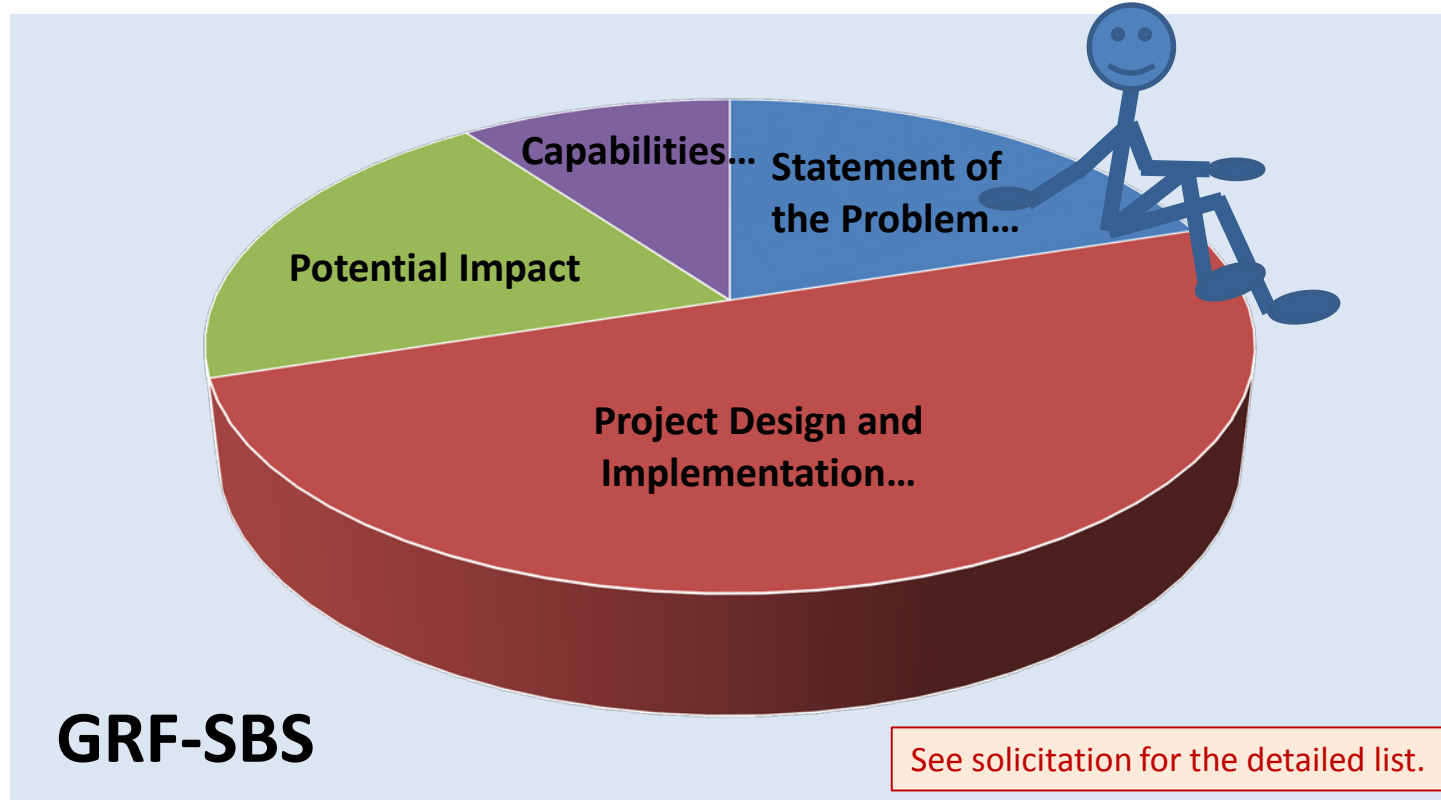 Capabilities…
Statement of
the Problem…
Potential Impact
Project Design and
Implementation…
GRF-SBS
See solicitation for the detailed list.